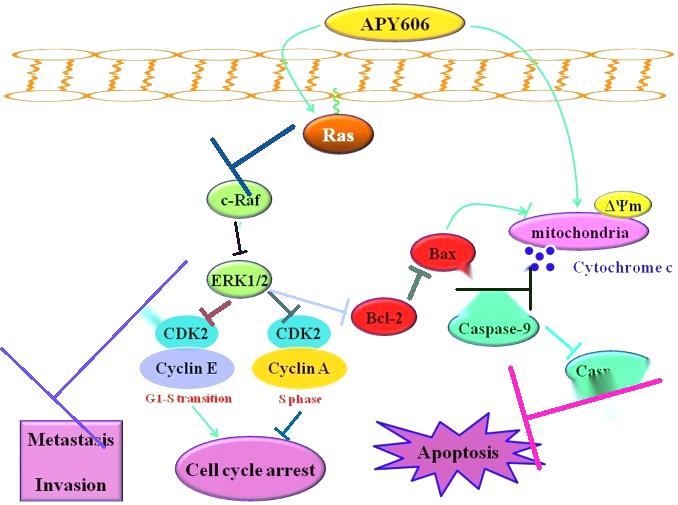 APY606
Ras
c-Raf
ΔΨm
mitochondria
Bax
Cytochrome c
ERK1/2
Bcl-2
Caspase-9
CDK2
CDK2
Cyclin E
Cyclin A
G1-S transition
S phase
Metastasis
Invasion
Cell cycle arrest
Apoptosis